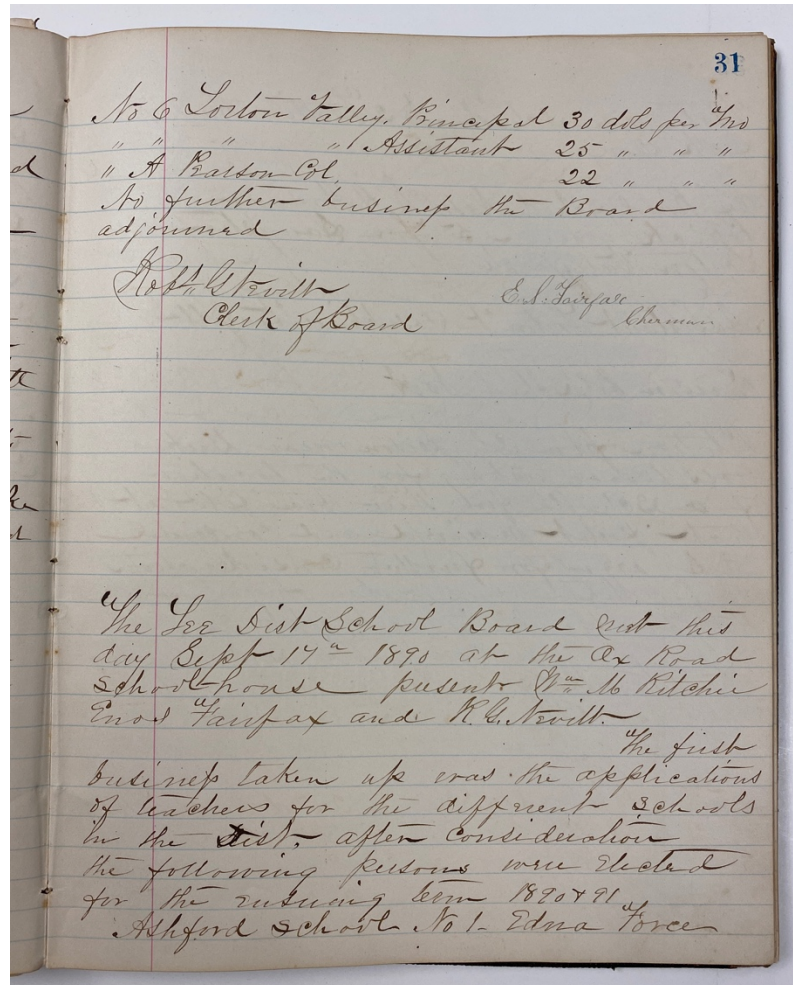 31
No 6 Lorton Valley. Principal 30 dols per Mo
" " " " Assistant 25 " " "
" A Col. 22 " " "
No further business the Board
adjourned
Robt G Nevitt
Clerk of Board
E. S. Fairfax
Cherman
The Lee Dist School Board met this
day Sept 17th 1890 at the Ox Road
School house present Wm M Ritchie
Enos Fairfax and R. G. Nevitt.
The first
business taken up was the applications
of teachers for the different schools
in the Dist. after consideration
the following persons were Elected
for the ensuing term 1890 & 91
Ashford School No 1- Edna Force